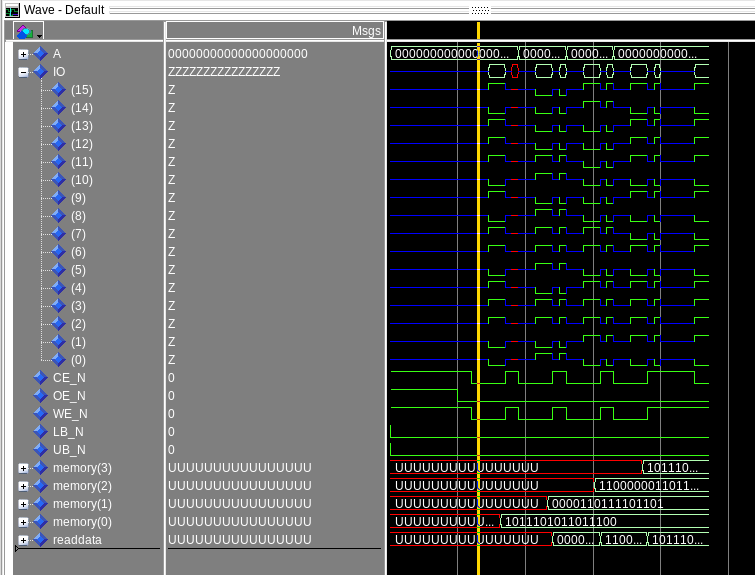 Wave - Default
Msgs
A 00000000000000000000 000000000000000... 0000... 0000... 0000000000...
IO ZZZZZZZZZZZZZZZZ
(15) Z
(14) Z
(13) Z
(12) Z
(11) Z
(10) Z
(9) Z
(8) Z
(7) Z
(6) Z
(5) Z
(4) Z
(3) Z
(2) Z
(1) Z
(0) Z
CE_N 0
OE_N 0
WE_N 0
LB_N 0
UB_N 0
memory(3) UUUUUUUUUUUUUUUU UUUUUUUUUUUUUUUU 101110...
memory(2) UUUUUUUUUUUUUUUU UUUUUUUUUUUUUUUU 1100000011011...
memory(1) UUUUUUUUUUUUUUUU UUUUUUUUUUUUUUUU 0000110111101101
memory(0) UUUUUUUUUUUUUUUU UUUUUUUUUU... 1011101011011100
readdata UUUUUUUUUUUUUUUU UUUUUUUUUUUUUUUU 0000... 1100... 101110...